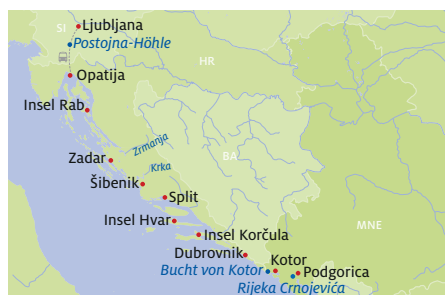 SI
Ljubljana
Postojna-Höhle
HR
Opatija
Insel Rab
Zrmanja
Zadar
Krka
BA
Šibenik
Split
Insel Hvar
MNE
Insel Korčula
Dubrovnik
Kotor
Bucht von Kotor
Podgorica
Rijeka Crnojevića